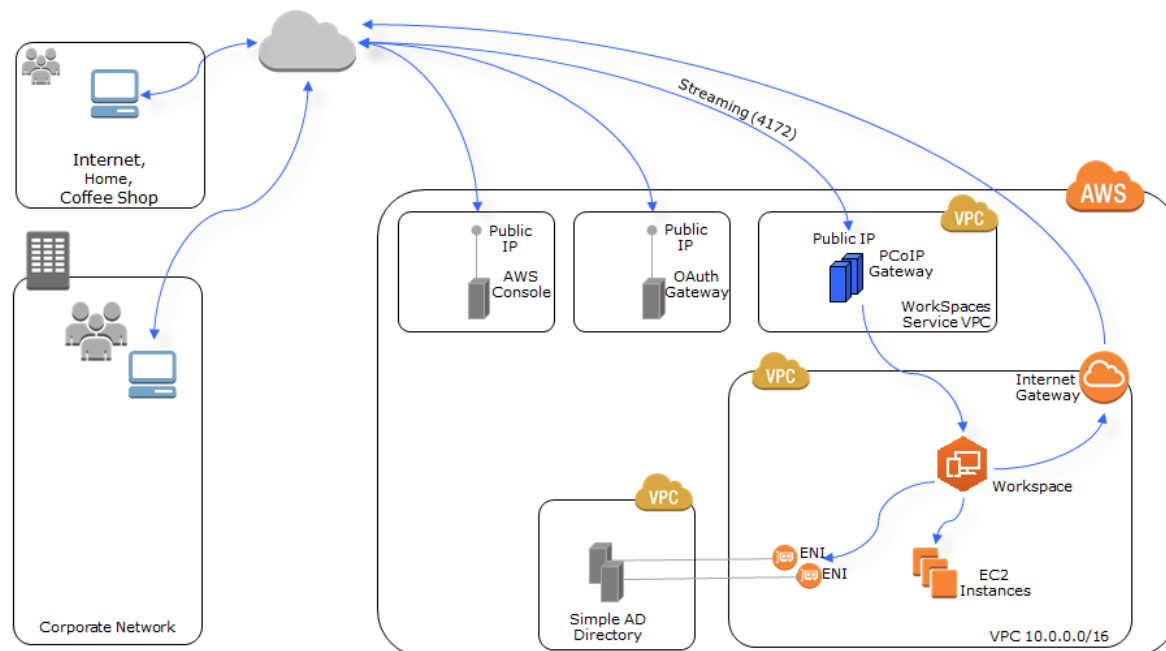 Streaming (4172)
Internet,
Home,
Coffee Shop
AWS
VPC
Public
IP
AWS
Console
Public
IP
OAuth
Gateway
Public IP
PCoIP
Gateway
WorkSpaces
Service VPC
VPC
Internet
Gateway
Workspace
VPC
ENI
ENI
EC2
Instances
Simple AD
Directory
Corporate Network
VPC 10.0.0.0/16